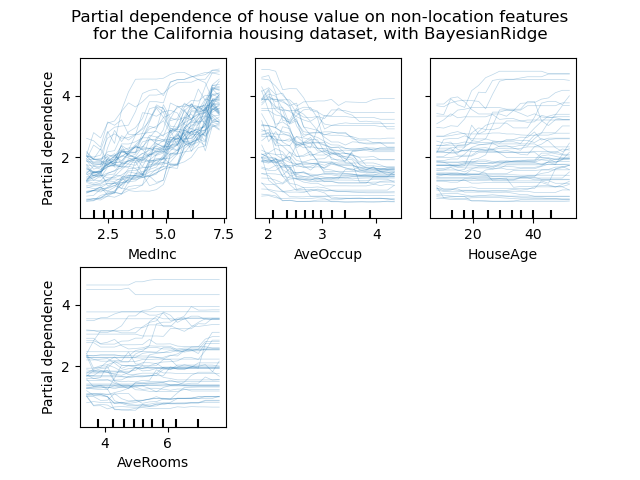 Partial dependence of house value on non-location features
for the California housing dataset, with BayesianRidge
Partial dependence
4
2
2.5 5.0 7.5
MedInc
2 3 4
AveOccup
20 40
HouseAge
Partial dependence
4
2
4 6
AveRooms